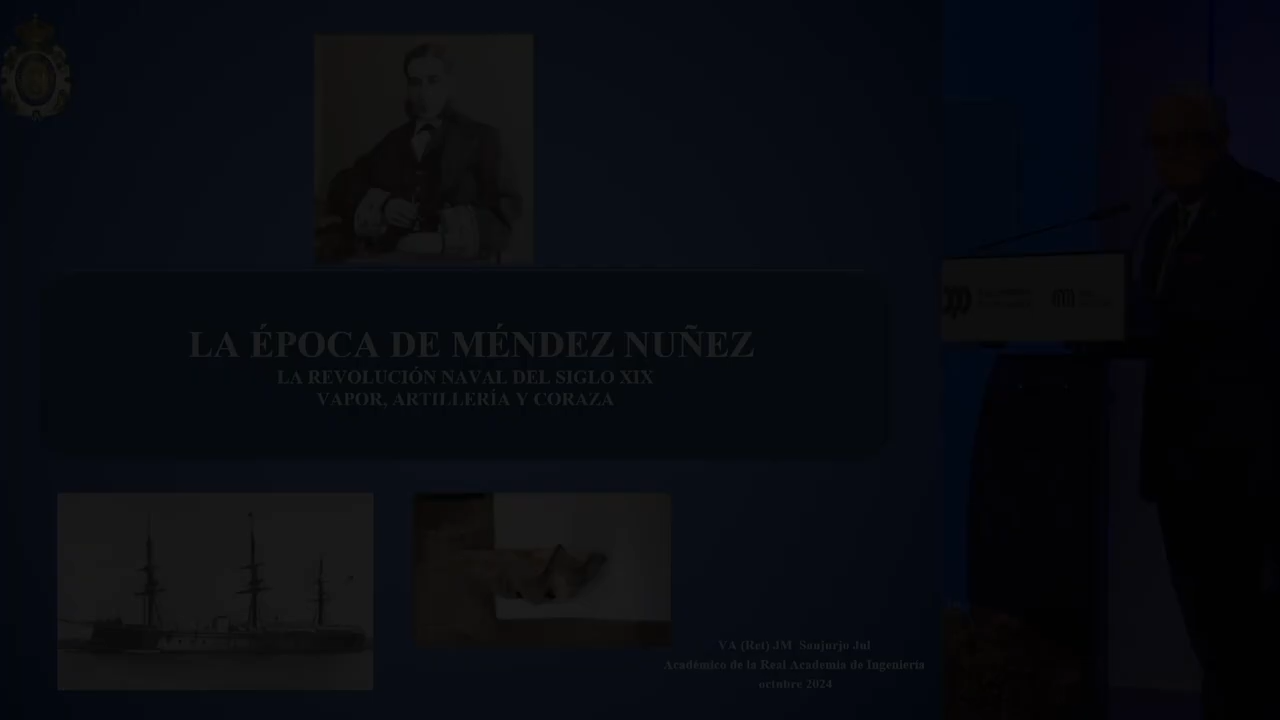 LA ÉPOCA DE MÉNDEZ NUÑEZ
LA REVOLUCIÓN NAVAL DEL SIGLO XIX
VAPOR, ARTILLERÍA Y CORAZA
VA (Ret) JM Sanjurjo Jul
Académico de la Real Academia de Ingeniería
octubre 2024